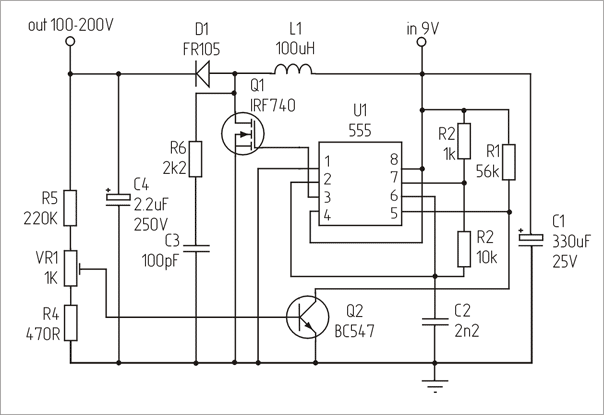 out 100-200V
D1
FR105
L1
100uH
in 9V
Q1
IRF740
U1
555
R2
1k
R1
56k
R6
2k2
1
2
3
4
8
7
6
5
R5
220K
C4
+
2.2uF
250V
C3
100pF
VR1
1K
R4
470R
R2
10k
C1
+
330uF
25V
Q2
BC547
C2
2n2